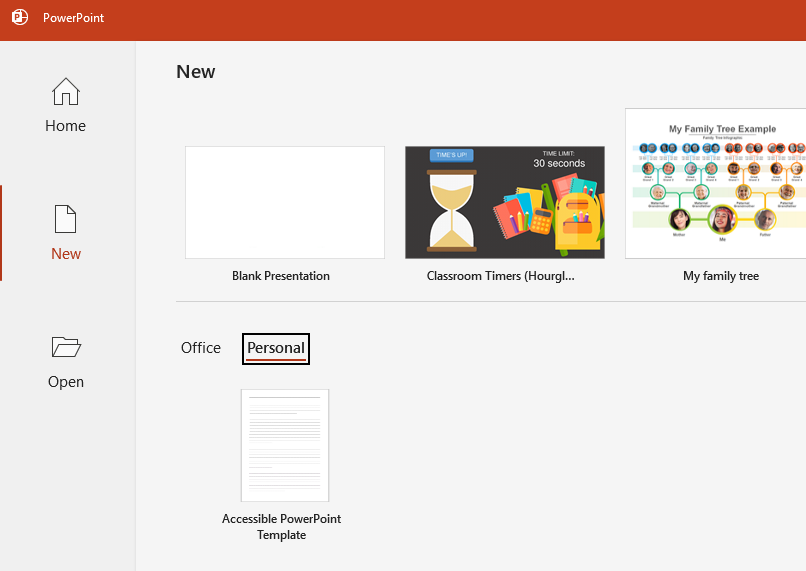 PowerPoint
New
Home
New
Open
TIME'S UP!
TIME LIMIT:
30 seconds
My Family Tree Example
Family Tree Infographic
Mother
Me
Father
Blank Presentation
Classroom Timers (Hourgl...
My family tree
Office
Personal
Accessible PowerPoint
Template